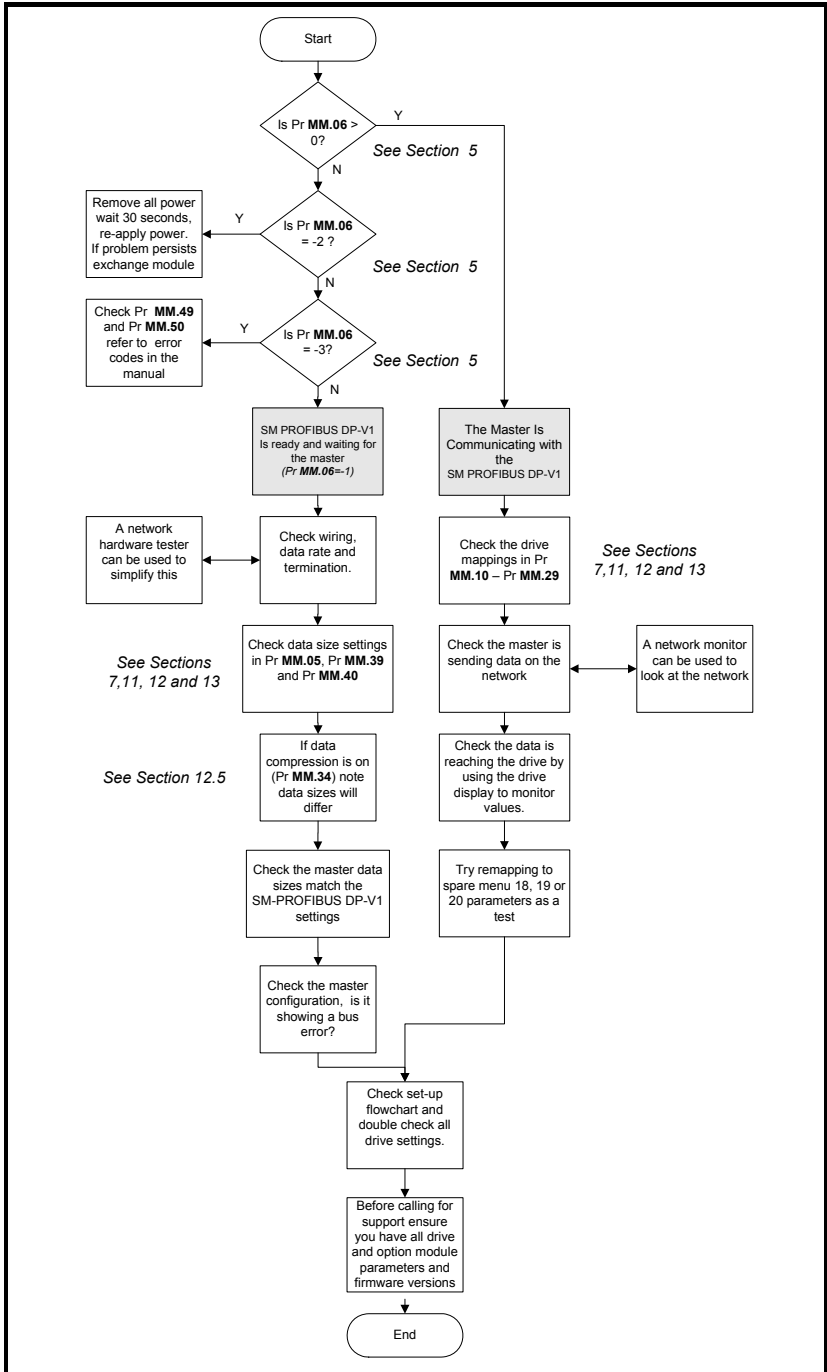 Start
Is Pr MM.06 >
0?
Y
See Section 5
N
Remove all power
wait 30 seconds,
re-apply power.
If problem persists
exchange module
Y
Is Pr MM.06
= -2 ?
See Section 5
N
Check Pr MM.49
and Pr MM.50
refer to error
codes in the
manual
Y
Is Pr MM.06
= -3?
See Section 5
N
SM PROFIBUS DP-V1
Is ready and waiting for
the master
(Pr MM.06=-1)
The Master Is
Communicating with
the
SM PROFIBUS DP-V1
A network
hardware tester
can be used to
simplify this
Check wiring,
data rate and
termination.
Check the drive
mappings in Pr
MM.10 – Pr MM.29
See Sections
7,11, 12 and 13
See Sections
7,11, 12 and 13
Check data size settings
in Pr MM.05, Pr MM.39
and Pr MM.40
Check the master is
sending data on the
network
A network monitor
can be used to
look at the network
See Section 12.5
If data
compression is on
(Pr MM.34) note
data sizes will
differ
Check the data is
reaching the drive by
using the drive
display to monitor
values.
Check the master data
sizes match the
SM-PROFIBUS DP-V1
settings
Try remapping to
spare menu 18, 19 or
20 parameters as a
test
Check the master
configuration, is it
showing a bus
error?
Check set-up
flowchart and
double check all
drive settings.
Before calling for
support ensure
you have all drive
and option module
parameters and
firmware versions
End